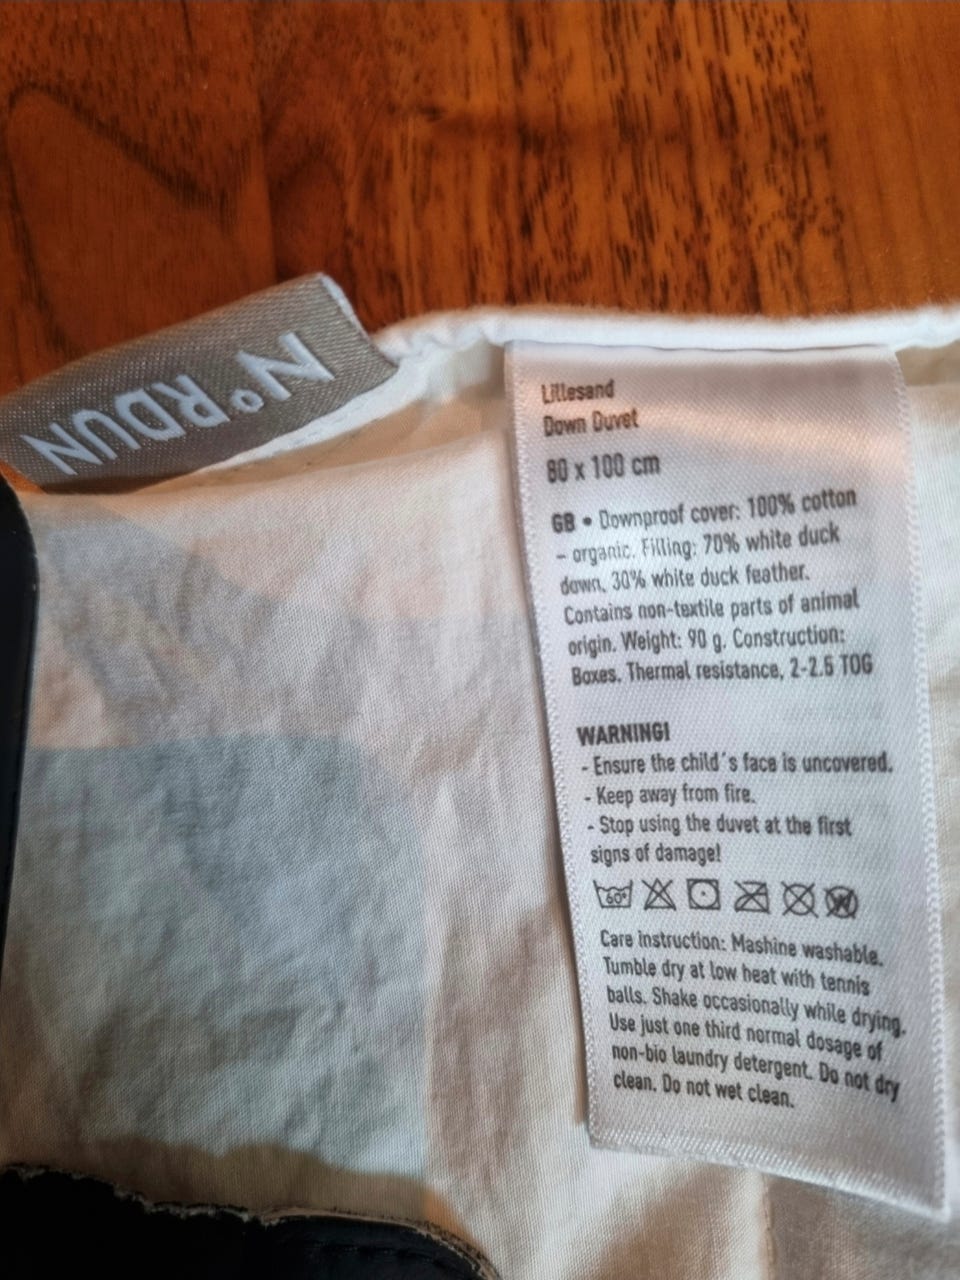 N°RDUN
Lillesand
Down Duvet
80 x 100 cm
GB • Downproof cover: 100% cotton
- organic. Filling: 70% white duck
down, 30% white duck feather.
Contains non-textile parts of animal
origin. Weight: 90 g. Construction:
Boxes. Thermal resistance, 2-2.5 TOG
WARNING!
- Ensure the child´s face is uncovered.
- Keep away from fire.
- Stop using the duvet at the first
signs of damage!
60° W
Care instruction: Mashine washable.
Tumble dry at low heat with tennis
balls. Shake occasionally while drying.
Use just one third normal dosage of
non-bio laundry detergent. Do not dry
clean. Do not wet clean.